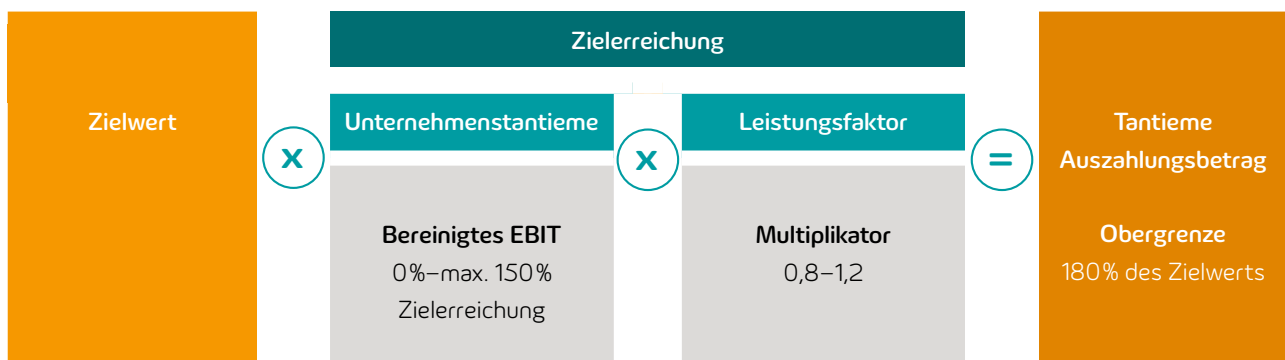 Zielerreichung
Zielwert
x
Unternehmenstantieme
x
Leistungsfaktor
=
Tantieme
Auszahlungsbetrag
Bereinigtes EBIT
0%–max. 150%
Zielerreichung
Multiplikator
0,8–1,2
Obergrenze
180% des Zielwerts